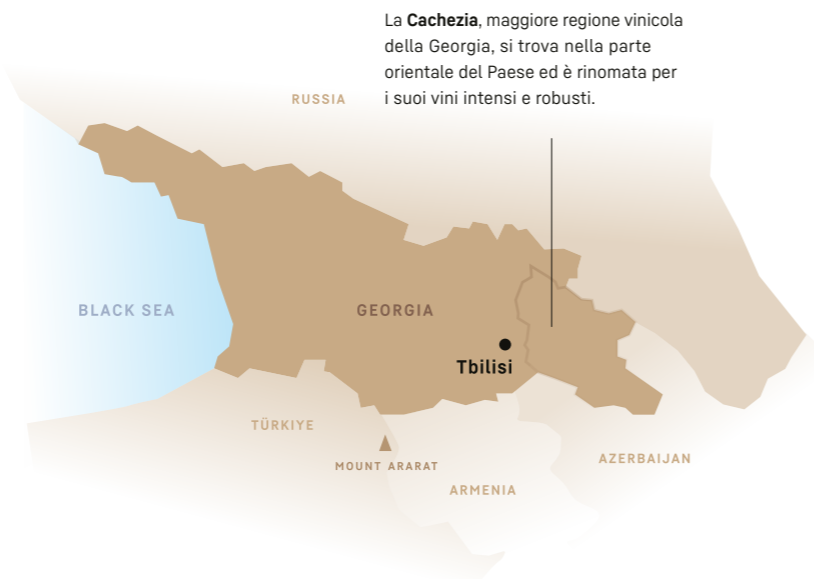 La Cachezia, maggiore regione vinicola
della Georgia, si trova nella parte
orientale del Paese ed è rinomata per
i suoi vini intensi e robusti.
RUSSIA
BLACK SEA
GEORGIA
Tbilisi
TÜRKIYE
MOUNT ARARAT
AZERBAIJAN
ARMENIA